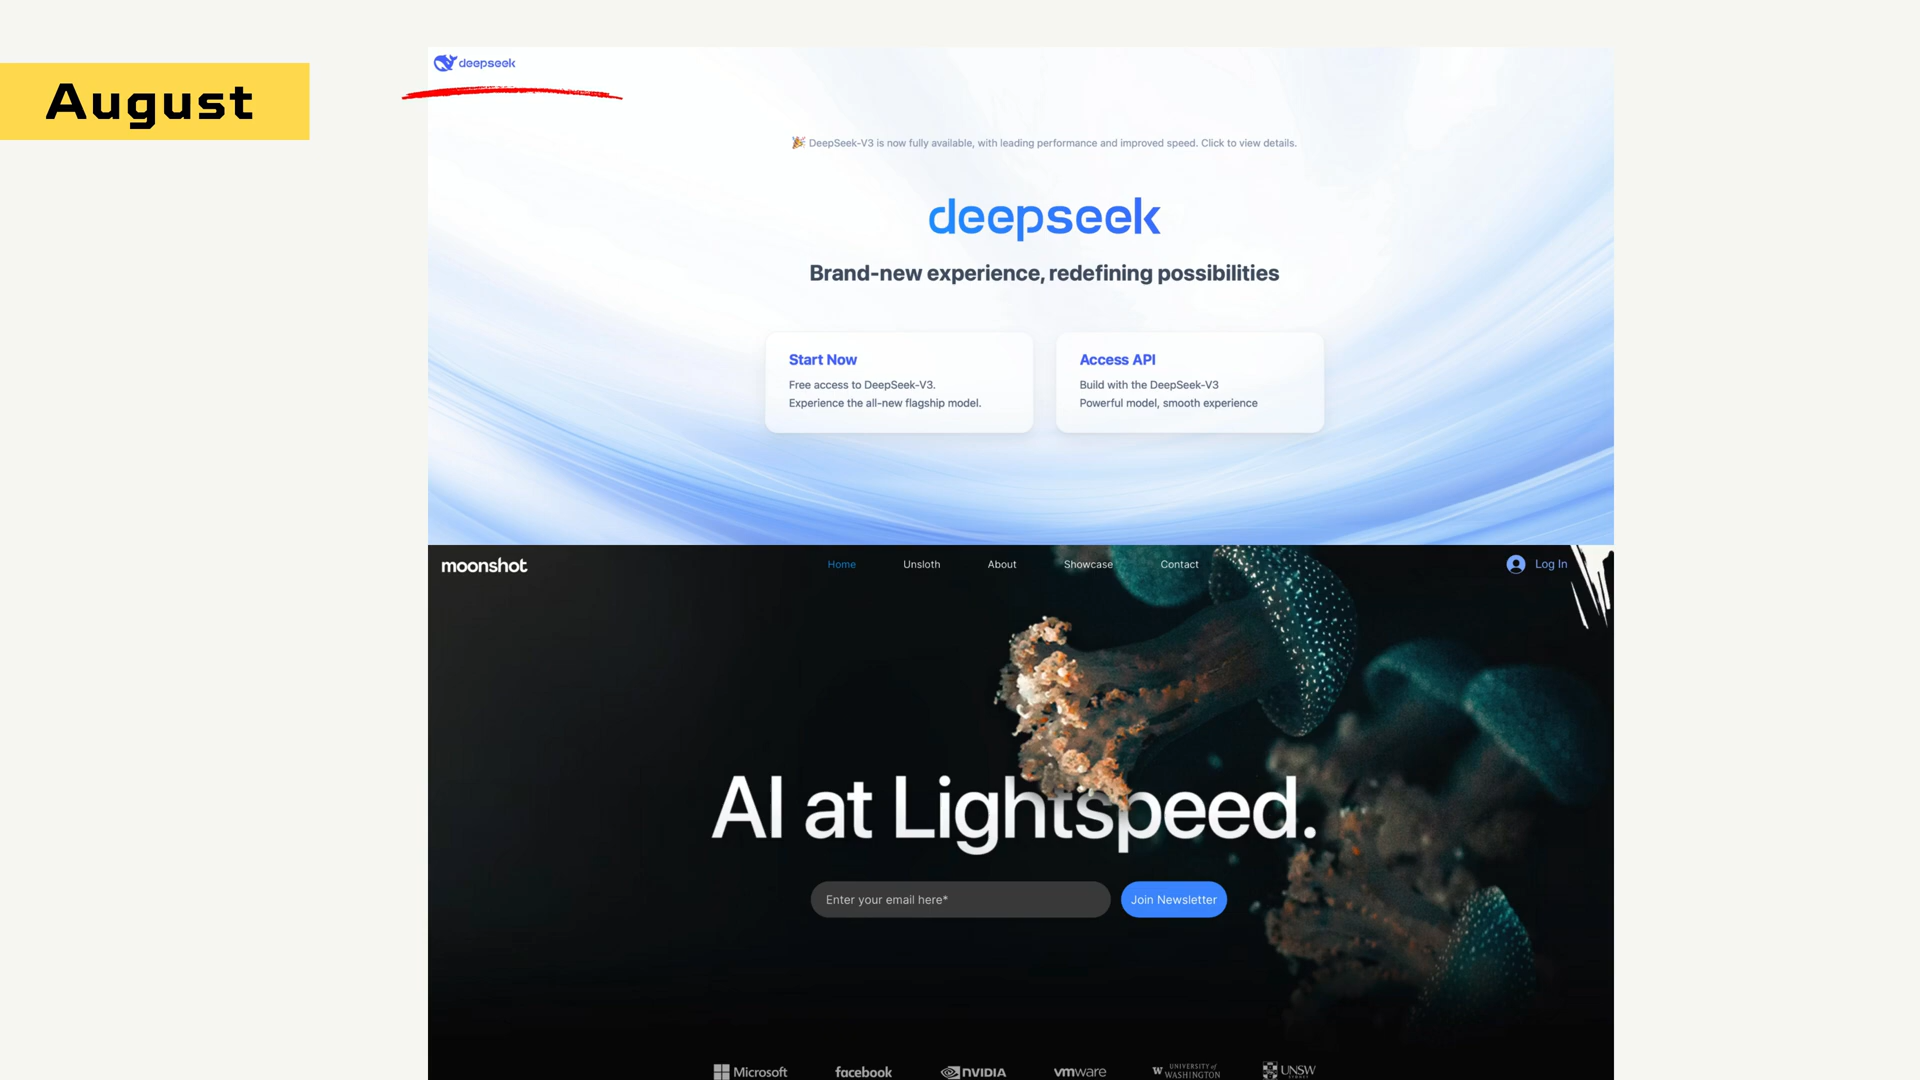 August
deepseek
DeepSeek-V3 is now fully available, with leading performance and improved speed. Click to view details.
deepseek
Brand-new experience, redefining possibilities
Start Now
Free access to DeepSeek-V3.
Experience the all-new flagship model.
Access API
Build with the DeepSeek-V3
Powerful model, smooth experience
moonshot
Home Unsloth About Showcase Contact
Log In
AI at Lightspeed.
Enter your email here*
Join Newsletter
Microsoft facebook NVIDIA vmware W UNIVERSITY of WASHINGTON UNSW SYDNEY